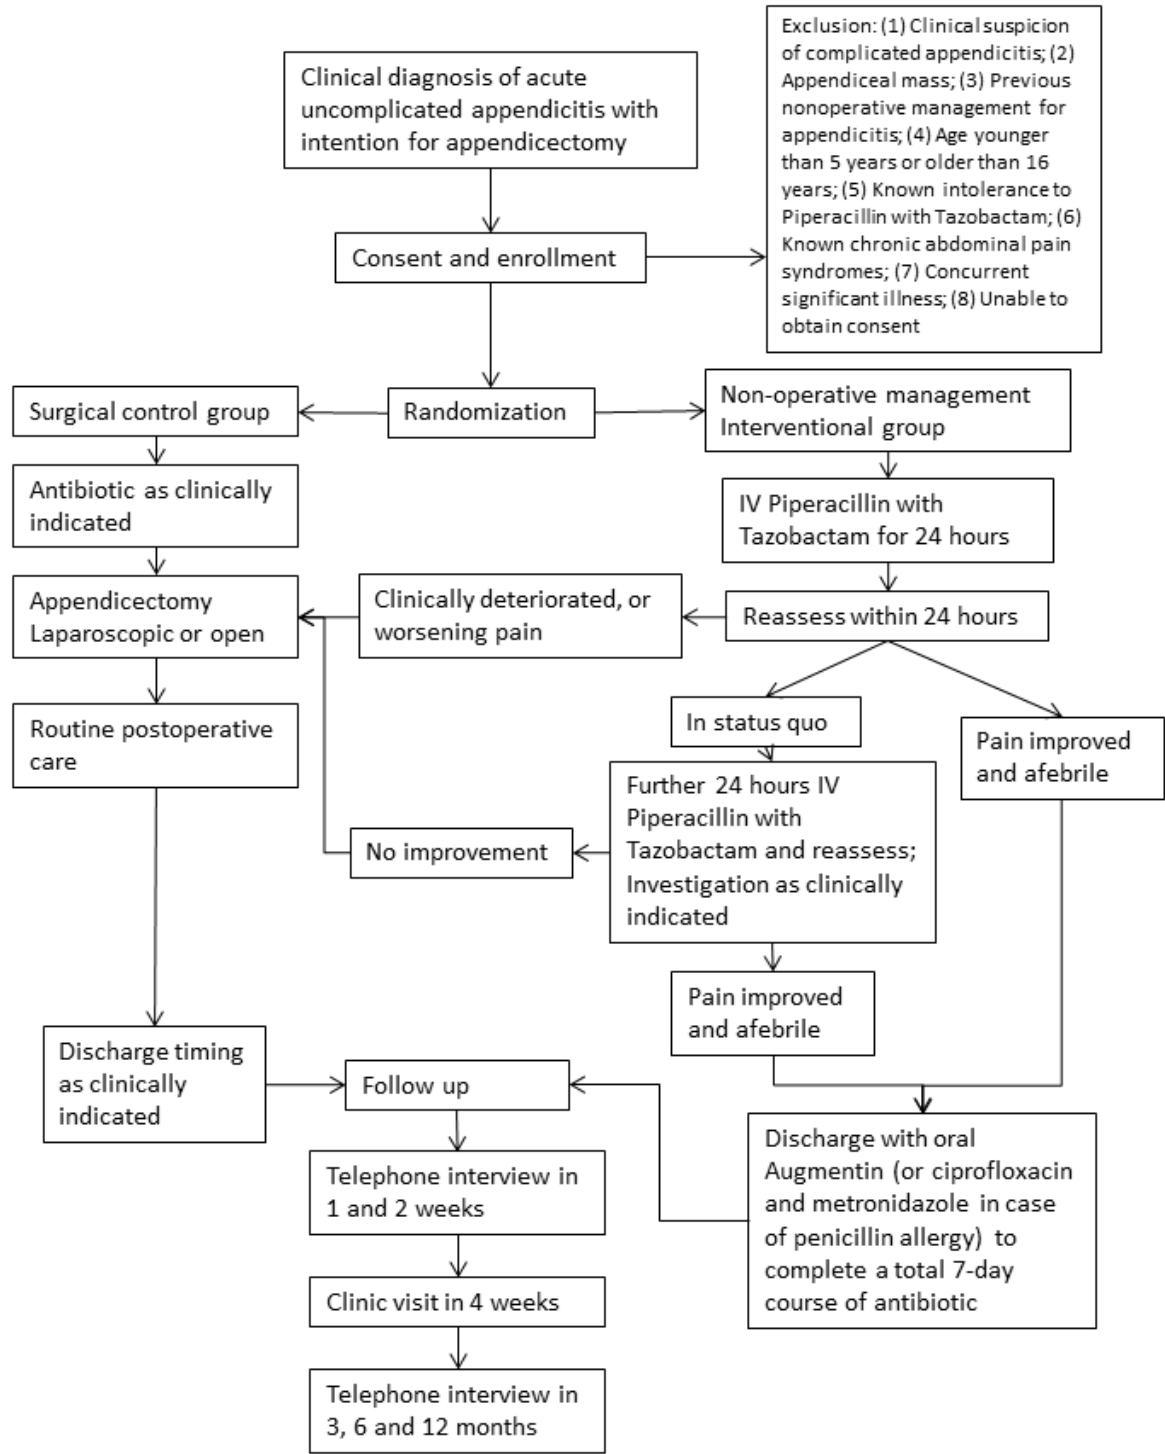 Clinical diagnosis of acute
uncomplicated appendicitis with
intention for appendicectomy
Exclusion: (1) Clinical suspicion
of complicated appendicitis; (2)
Appendiceal mass; (3) Previous
nonoperative management for
appendicitis; (4) Age younger
than 5 years or older than 16
years; (5) Known intolerance to
Piperacillin with Tazobactam; (6)
Known chronic abdominal pain
syndromes; (7) Concurrent
significant illness; (8) Unable to
obtain consent
Consent and enrollment
Randomization
Surgical control group
Non-operative management
Interventional group
Antibiotic as clinically
indicated
IV Piperacillin with
Tazobactam for 24 hours
Appendicectomy
Laparoscopic or open
Clinically deteriorated, or
worsening pain
Reassess within 24 hours
Routine postoperative
care
In status quo
Pain improved
and afebrile
Further 24 hours IV
Piperacillin with
Tazobactam and reassess;
Investigation as clinically
indicated
No improvement
Pain improved
and afebrile
Discharge timing
as clinically
indicated
Follow up
Discharge with oral
Augmentin (or ciprofloxacin
and metronidazole in case
of penicillin allergy) to
complete a total 7-day
course of antibiotic
Telephone interview in
1 and 2 weeks
Clinic visit in 4 weeks
Telephone interview in
3, 6 and 12 months